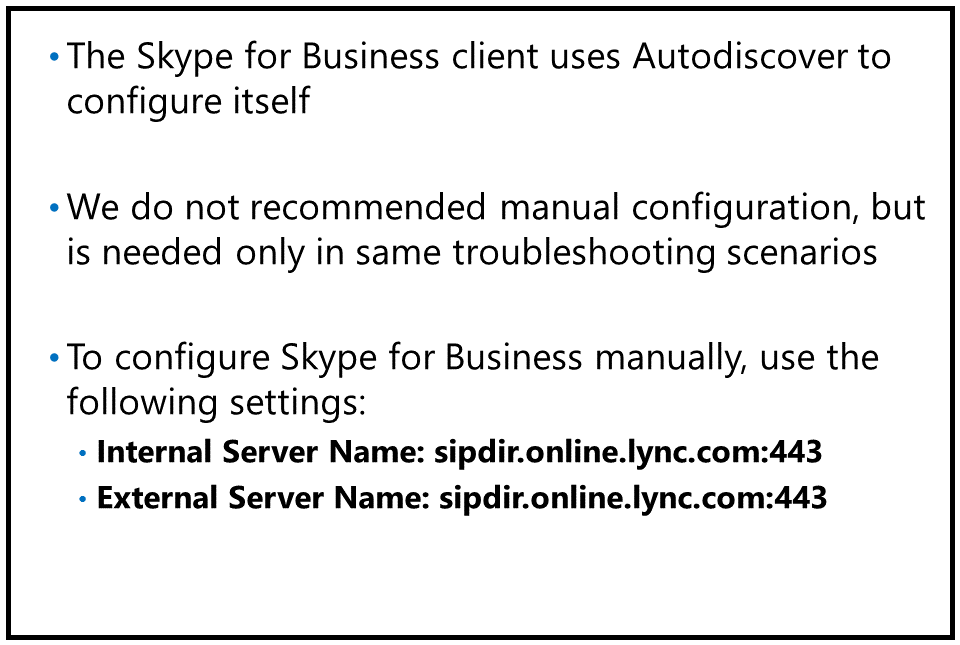 • The Skype for Business client uses Autodiscover to
configure itself
• We do not recommended manual configuration, but
is needed only in same troubleshooting scenarios
• To configure Skype for Business manually, use the
following settings:
• Internal Server Name: sipdir.online.lync.com:443
• External Server Name: sipdir.online.lync.com:443